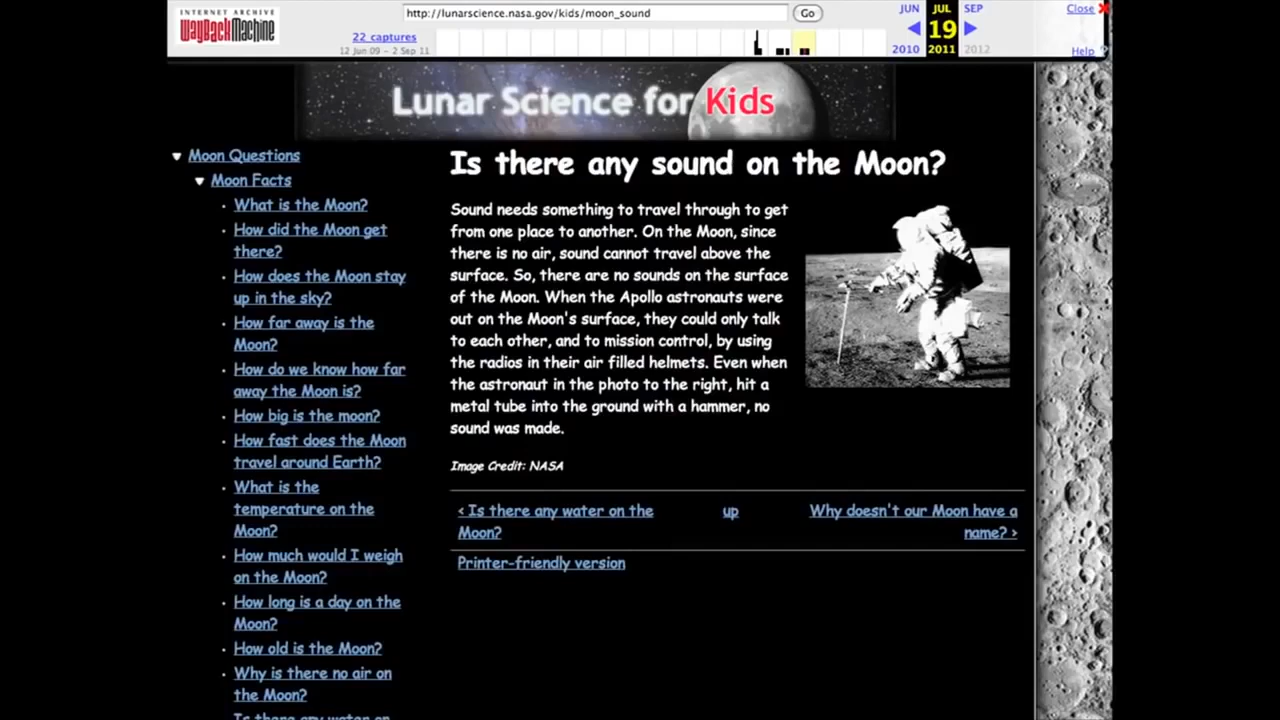 INTERNET ARCHIVE
WayBackMachine
http://lunarscience.nasa.gov/kids/moon_sound
Go
22 captures
12 Jun 09 – 2 Sep 11
JUN
JUL
SEP
19
2010
2011
2012
Close
Help
Lunar Science for Kids
Moon Questions
Moon Facts
What is the Moon?
How did the Moon get
there?
How does the Moon stay
up in the sky?
How far away is the
Moon?
How do we know how far
away the Moon is?
How big is the moon?
How fast does the Moon
travel around Earth?
What is the
temperature on the
Moon?
How much would I weigh
on the Moon?
How long is a day on the
Moon?
How old is the Moon?
Why is there no air on
the Moon?
Is there any water on
Is there any sound on the Moon?
Sound needs something to travel through to get
from one place to another. On the Moon, since
there is no air, sound cannot travel above the
surface. So, there are no sounds on the surface
of the Moon. When the Apollo astronauts were
out on the Moon's surface, they could only talk
to each other, and to mission control, by using
the radios in their air filled helmets. Even when
the astronaut in the photo to the right, hit a
metal tube into the ground with a hammer, no
sound was made.
Image Credit: NASA
‹ Is there any water on the
Moon?
up
Why doesn't our Moon have a
name? ›
Printer-friendly version